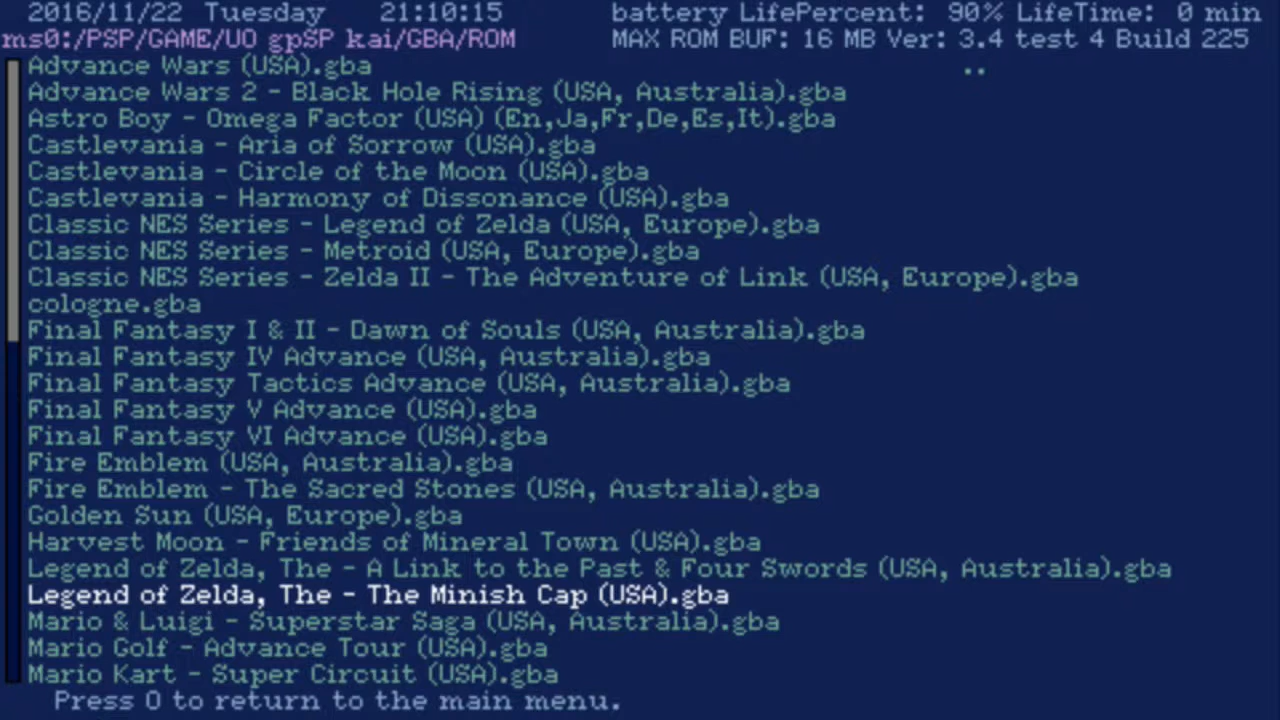 2016/11/22 Tuesday 21:10:15 battery LifePercent: 90% LifeTime: 0 min
ms0:/PSP/GAME/UO gpSP kai/GBA/ROM MAX ROM BUF: 16 MB Ver: 3.4 test 4 Build 225
Advance Wars (USA).gba ..
Advance Wars 2 - Black Hole Rising (USA, Australia).gba
Astro Boy - Omega Factor (USA) (En,Ja,Fr,De,Es,It).gba
Castlevania - Aria of Sorrow (USA).gba
Castlevania - Circle of the Moon (USA).gba
Castlevania - Harmony of Dissonance (USA).gba
Classic NES Series - Legend of Zelda (USA, Europe).gba
Classic NES Series - Metroid (USA, Europe).gba
Classic NES Series - Zelda II - The Adventure of Link (USA, Europe).gba
cologne.gba
Final Fantasy I & II - Dawn of Souls (USA, Australia).gba
Final Fantasy IV Advance (USA, Australia).gba
Final Fantasy Tactics Advance (USA, Australia).gba
Final Fantasy V Advance (USA).gba
Final Fantasy VI Advance (USA).gba
Fire Emblem (USA, Australia).gba
Fire Emblem - The Sacred Stones (USA, Australia).gba
Golden Sun (USA, Europe).gba
Harvest Moon - Friends of Mineral Town (USA).gba
Legend of Zelda, The - A Link to the Past & Four Swords (USA, Australia).gba
Legend of Zelda, The - The Minish Cap (USA).gba
Mario & Luigi - Superstar Saga (USA, Australia).gba
Mario Golf - Advance Tour (USA).gba
Mario Kart - Super Circuit (USA).gba
Press O to return to the main menu.